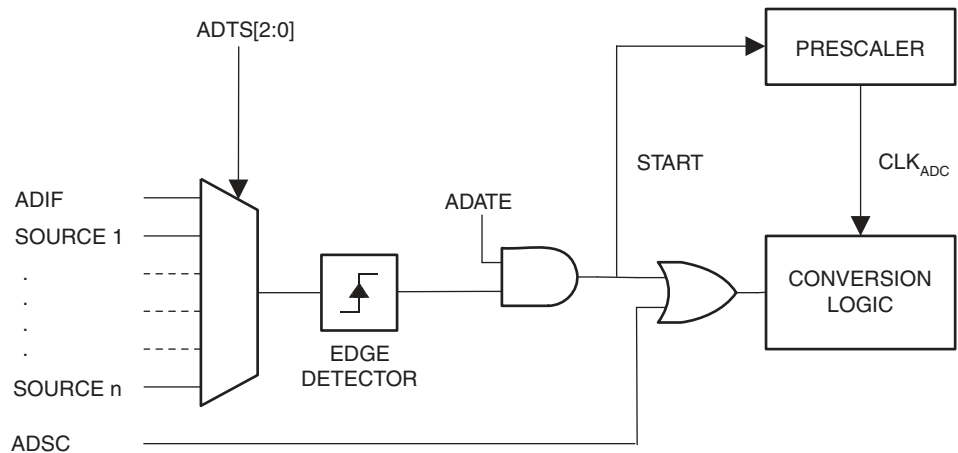 ADTS[2:0]
PRESCALER
START
CLKADC
ADIF
ADATE
SOURCE 1
.
.
.
.
CONVERSION
LOGIC
EDGE
DETECTOR
SOURCE n
ADSC